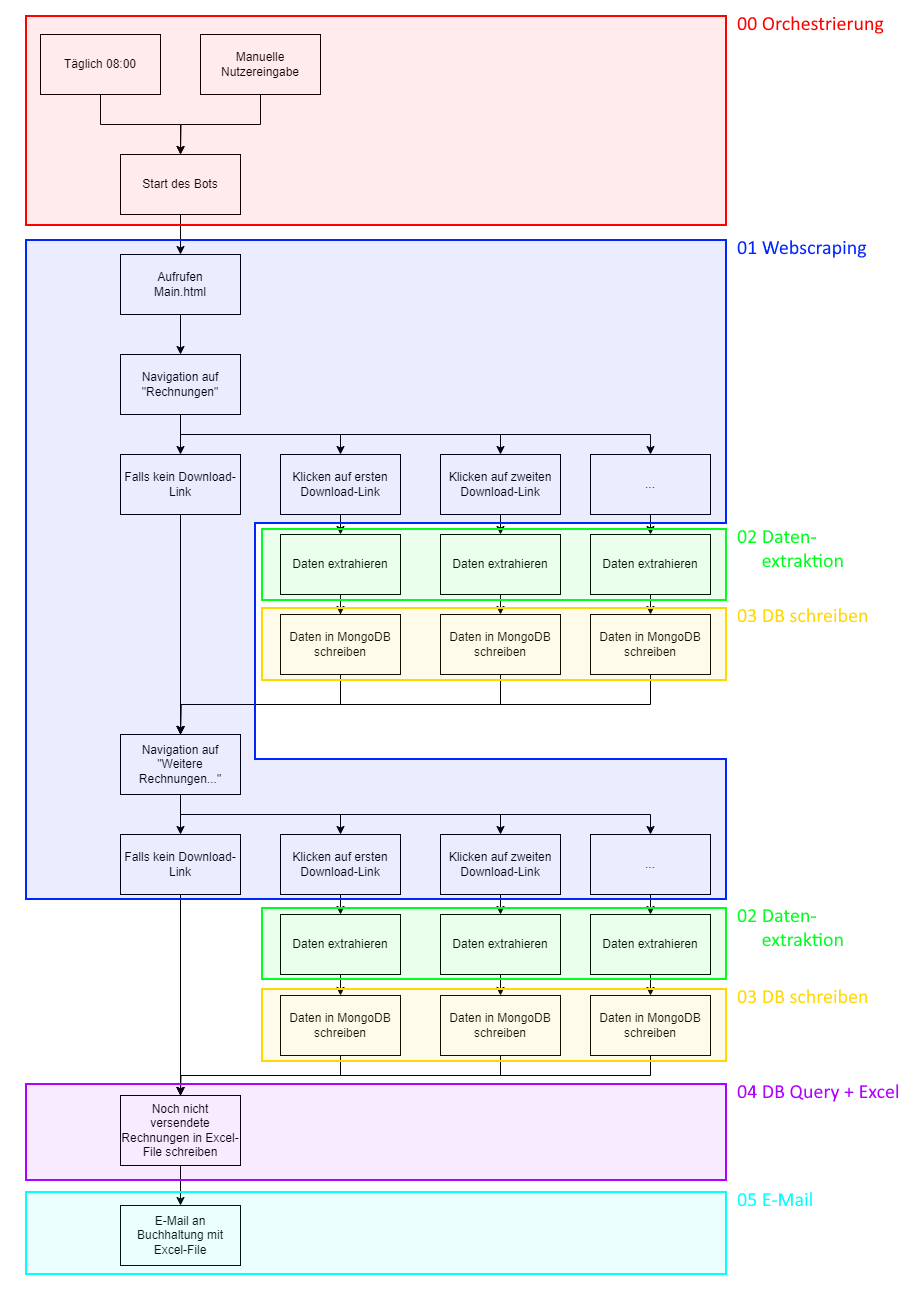 00 Orchestrierung
Täglich 08:00
Manuelle
Nutzereingabe
Start des Bots
01 Webscraping
Aufrufen
Main.html
Navigation auf
"Rechnungen"
Falls kein Download-
Link
Klicken auf ersten
Download-Link
Klicken auf zweiten
Download-Link
...
02 Daten-
extraktion
Daten extrahieren
Daten extrahieren
Daten extrahieren
03 DB schreiben
Daten in MongoDB
schreiben
Daten in MongoDB
schreiben
Daten in MongoDB
schreiben
Navigation auf
"Weitere
Rechnungen..."
Falls kein Download-
Link
Klicken auf ersten
Download-Link
Klicken auf zweiten
Download-Link
...
02 Daten-
extraktion
Daten extrahieren
Daten extrahieren
Daten extrahieren
03 DB schreiben
Daten in MongoDB
schreiben
Daten in MongoDB
schreiben
Daten in MongoDB
schreiben
04 DB Query + Excel
Noch nicht
versendete
Rechnungen in Excel-
File schreiben
05 E-Mail
E-Mail an
Buchhaltung mit
Excel-File